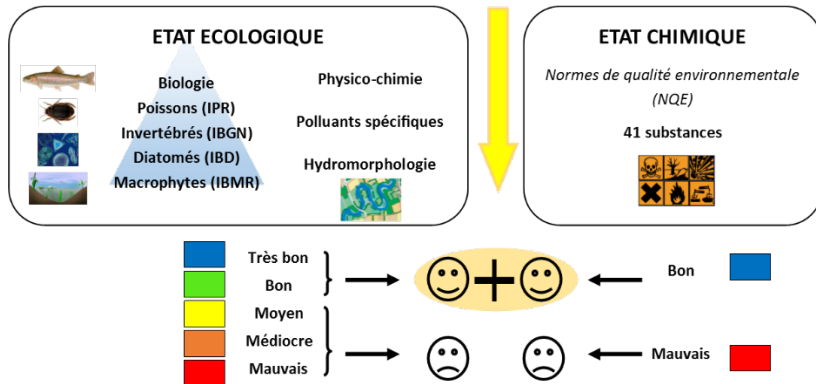 ETAT ECOLOGIQUE
Biologie
Poissons (IPR)
Invertébrés (IBGN)
Diatomés (IBD)
Macrophytes (IBMR)
Physico-chimie
Polluants spécifiques
Hydromorphologie
ETAT CHIMIQUE
Normes de qualité environnementale
(NQE)
41 substances
Très bon
Bon
Moyen
Médiocre
Mauvais
Bon
Mauvais